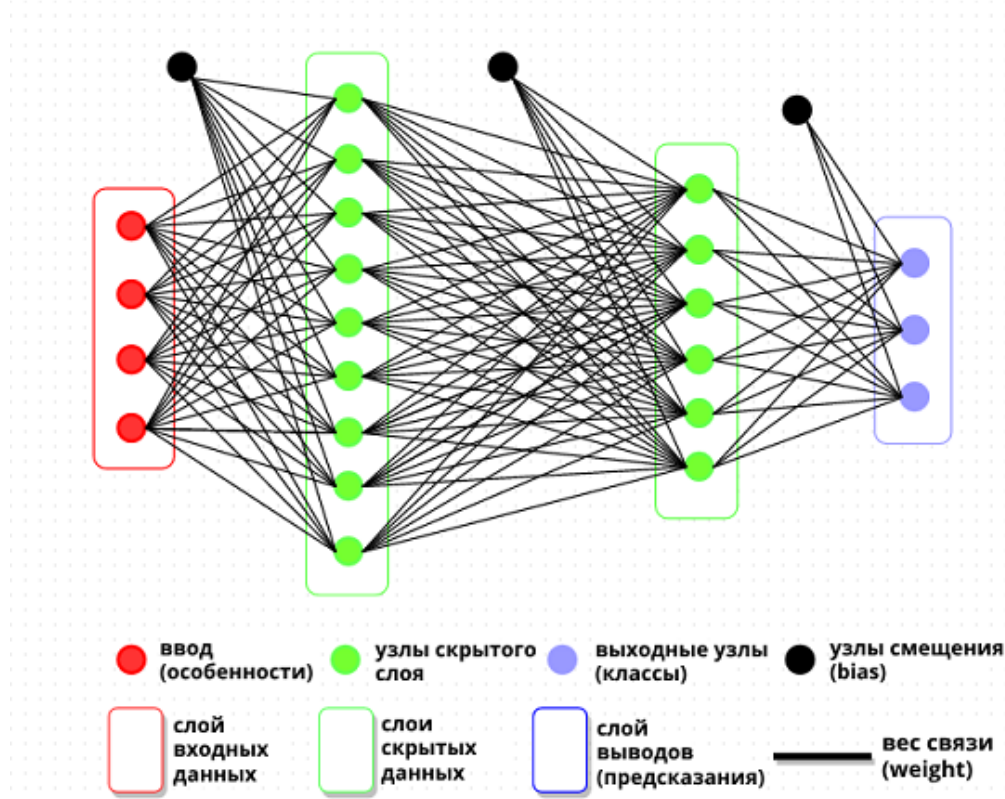 ввод
(особенности)
узлы скрытого
слоя
выходные узлы
(классы)
узлы смещения
(bias)
слой
входных
данных
слои
скрытых
данных
слой
выводов
(предсказания)
вес связи
(weight)